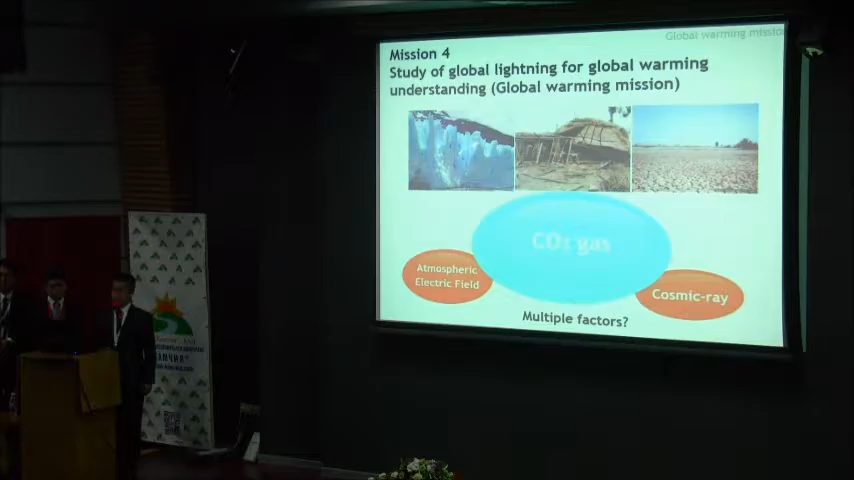 Global warming mission
Mission 4
Study of global lightning for global warming
understanding (Global warming mission)
CO₂ gas
Atmospheric
Electric Field
Cosmic-ray
Multiple factors?